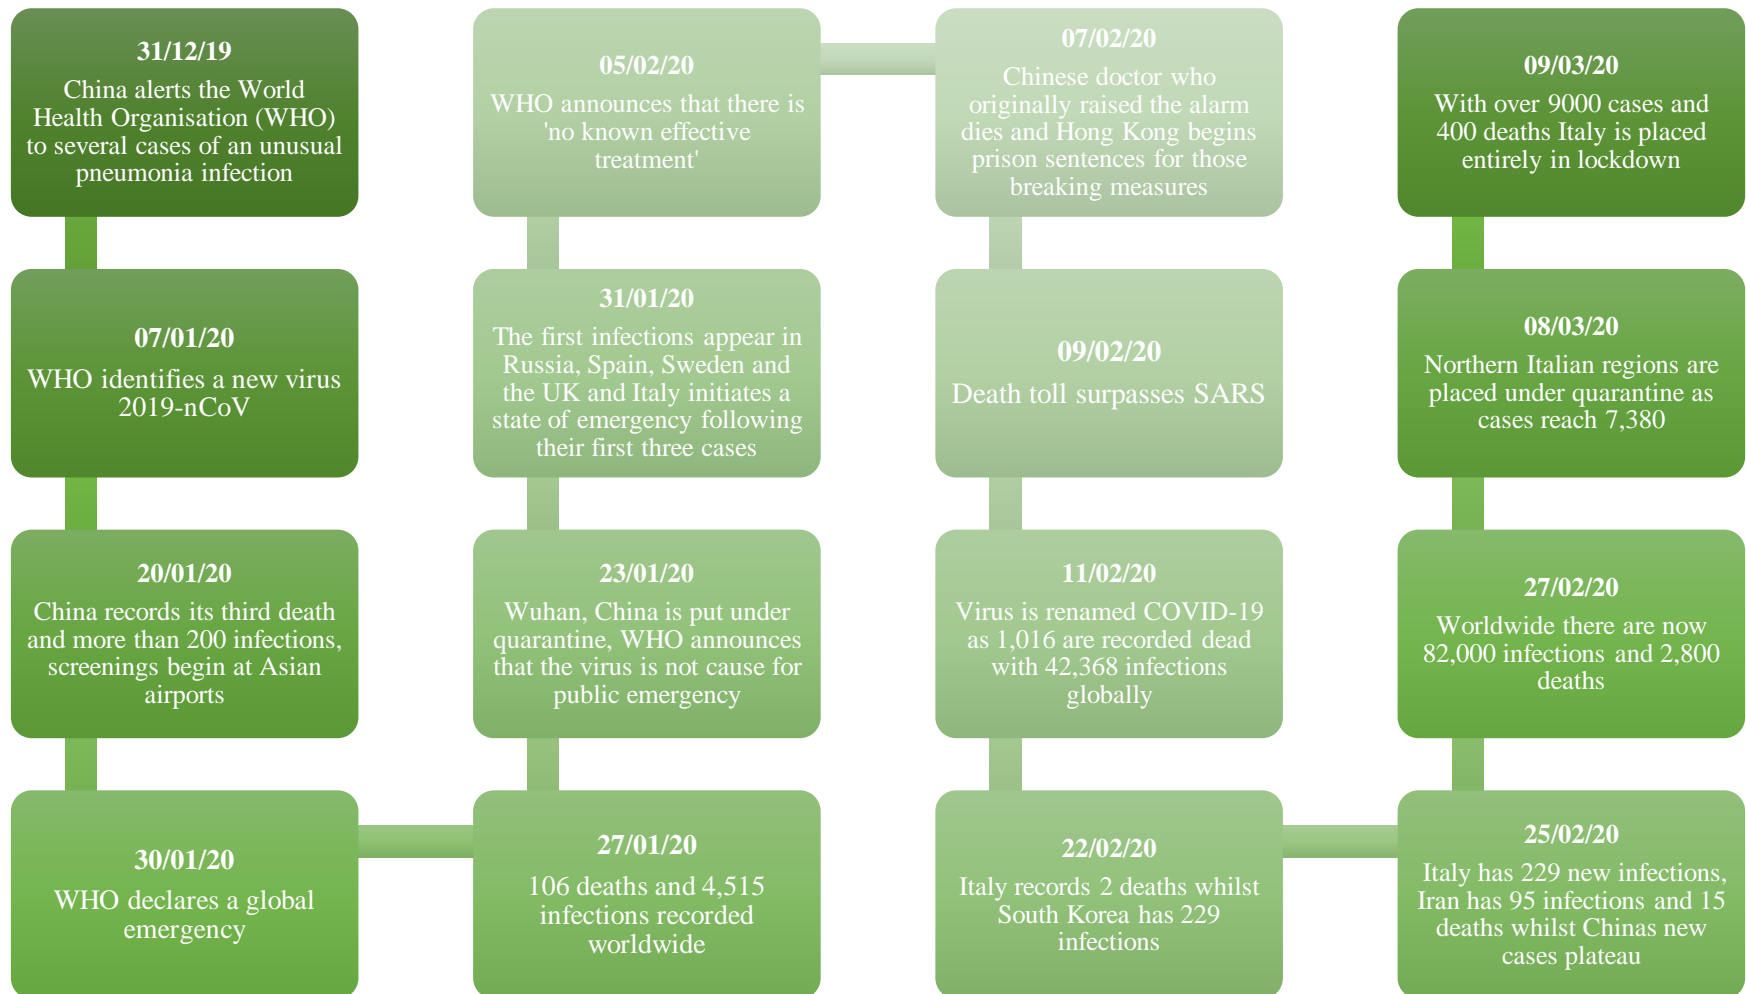 31/12/19
China alerts the World
Health Organisation (WHO)
to several cases of an unusual
pneumonia infection
07/01/20
WHO identifies a new virus
2019-nCoV
20/01/20
China records its third death
and more than 200 infections,
screenings begin at Asian
airports
30/01/20
WHO declares a global
emergency
27/01/20
106 deaths and 4,515
infections recorded
worldwide
23/01/20
Wuhan, China is put under
quarantine, WHO announces
that the virus is not cause for
public emergency
31/01/20
The first infections appear in
Russia, Spain, Sweden and
the UK and Italy initiates a
state of emergency following
their first three cases
05/02/20
WHO announces that there is
'no known effective
treatment'
07/02/20
Chinese doctor who
originally raised the alarm
dies and Hong Kong begins
prison sentences for those
breaking measures
09/02/20
Death toll surpasses SARS
11/02/20
Virus is renamed COVID-19
as 1,016 are recorded dead
with 42,368 infections
globally
22/02/20
Italy records 2 deaths whilst
South Korea has 229
infections
25/02/20
Italy has 229 new infections,
Iran has 95 infections and 15
deaths whilst Chinas new
cases plateau
27/02/20
Worldwide there are now
82,000 infections and 2,800
deaths
08/03/20
Northern Italian regions are
placed under quarantine as
cases reach 7,380
09/03/20
With over 9000 cases and
400 deaths Italy is placed
entirely in lockdown